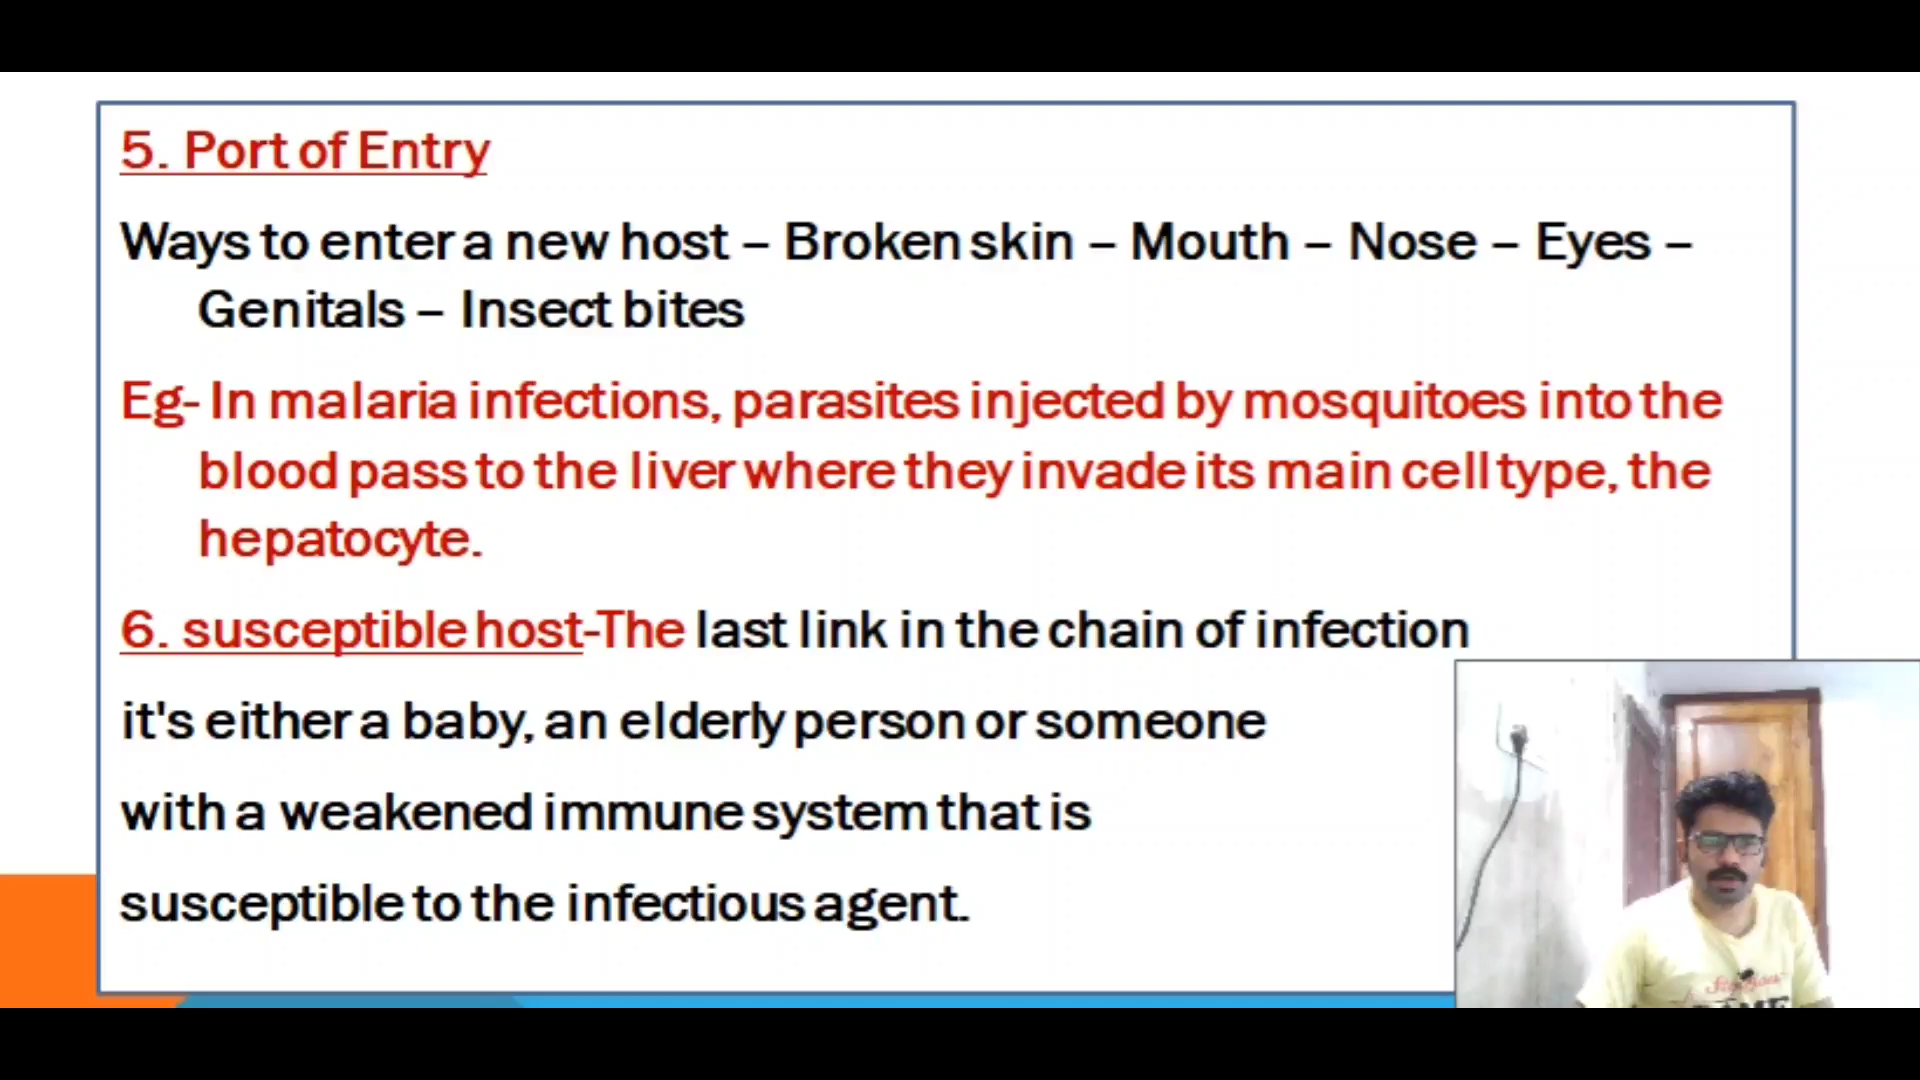 5. Port of Entry
Ways to enter a new host – Broken skin – Mouth – Nose – Eyes –
Genitals – Insect bites
Eg- In malaria infections, parasites injected by mosquitoes into the
blood pass to the liver where they invade its main cell type, the
hepatocyte.
6. susceptible host-The last link in the chain of infection
it's either a baby, an elderly person or someone
with a weakened immune system that is
susceptible to the infectious agent.